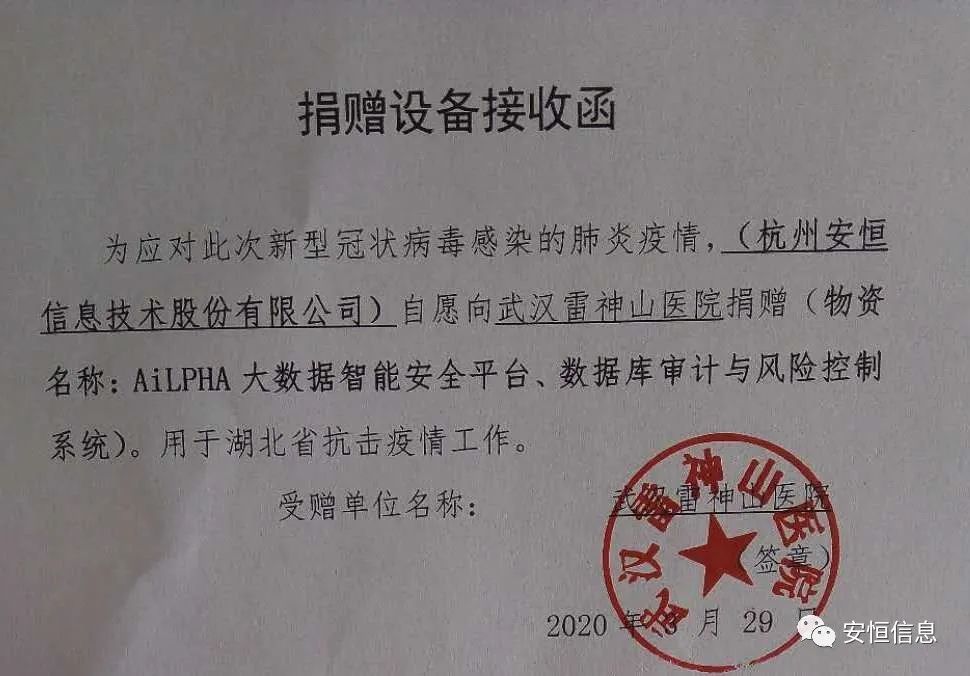 捐赠设备接收函
为应对此次新型冠状病毒感染的肺炎疫情，（杭州安恒
信息技术股份有限公司）自愿向武汉雷神山医院捐赠（物资
名称：AiLPHA 大数据智能安全平台、数据库审计与风险控制
系统）。用于湖北省抗击疫情工作。
受赠单位名称：武汉雷神山医院
（签章）
2020 年 月 29 日
武汉雷神山医院
安恒信息